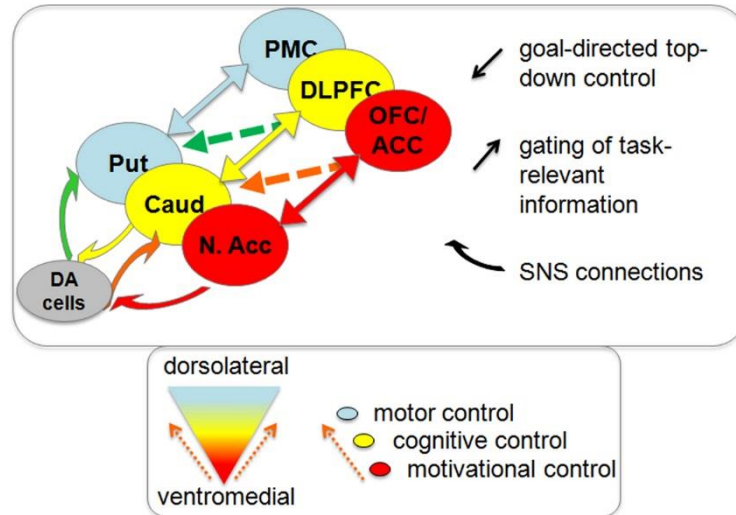 PMC
DLPFC
OFC/
ACC
Put
Caud
N. Acc
DA
cells
goal-directed top-
down control
gating of task-
relevant
information
SNS connections
dorsolateral
ventromedial
motor control
cognitive control
motivational control